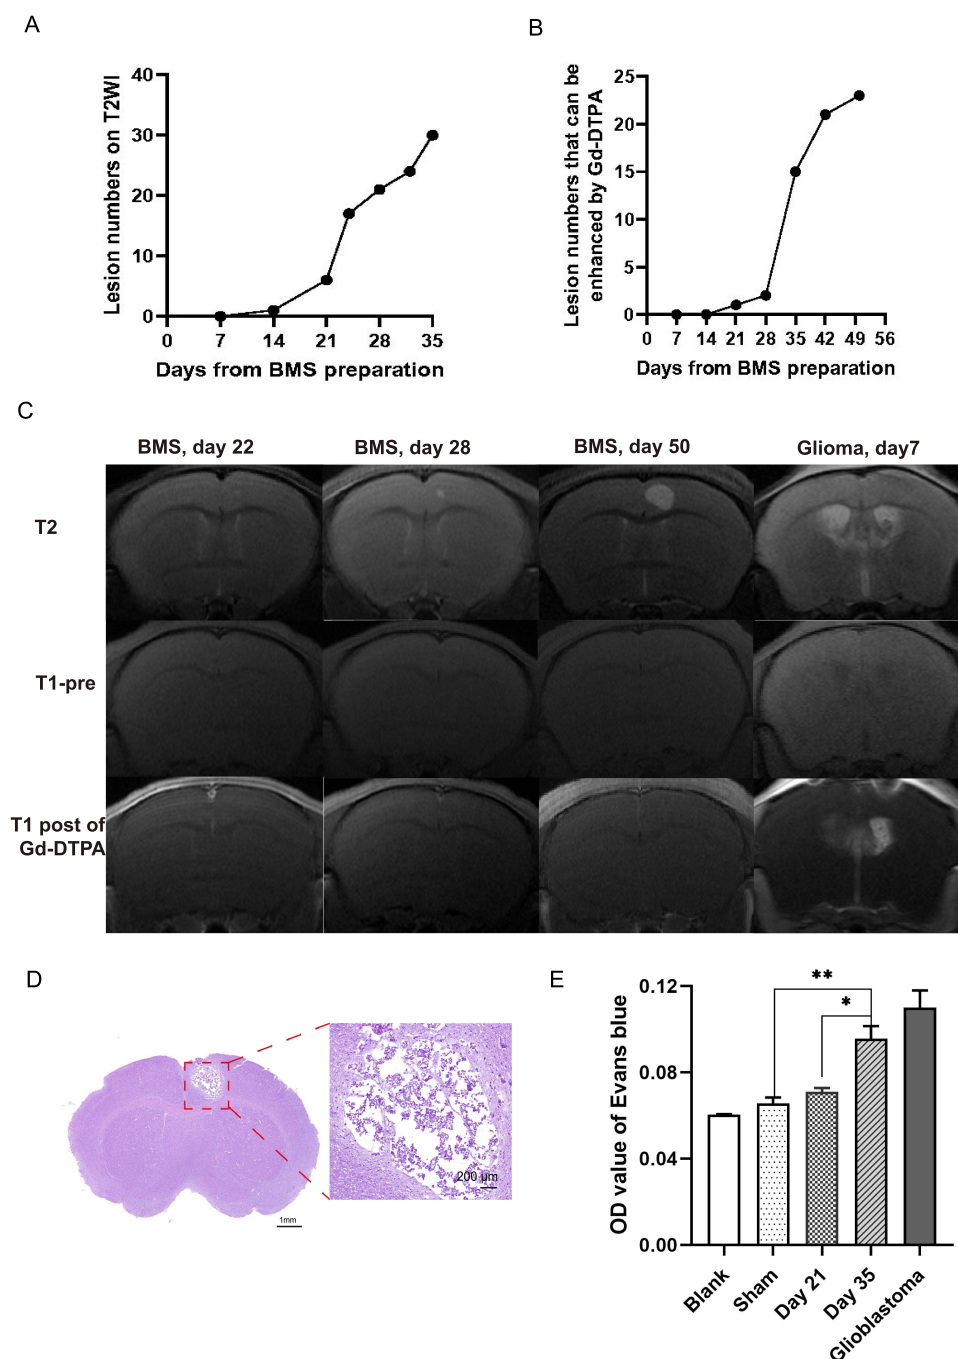 A
Lesion numbers on T2WI
40
30
20
10
0
0 7 14 21 28 35
Days from BMS preparation
B
Lesion numbers that can be
enhanced by Gd-DTPA
25
20
15
10
5
0
0 7 14 21 28 35 42 49 56
Days from BMS preparation
C
BMS, day 22 BMS, day 28 BMS, day 50 Glioma, day7
T2
T1-pre
T1 post of
Gd-DTPA
D
200 µm
1mm
E
OD value of Evans blue
0.12
0.08
0.04
0.00
**
*
Blank Sham Day 21 Day 35 Glioblastoma